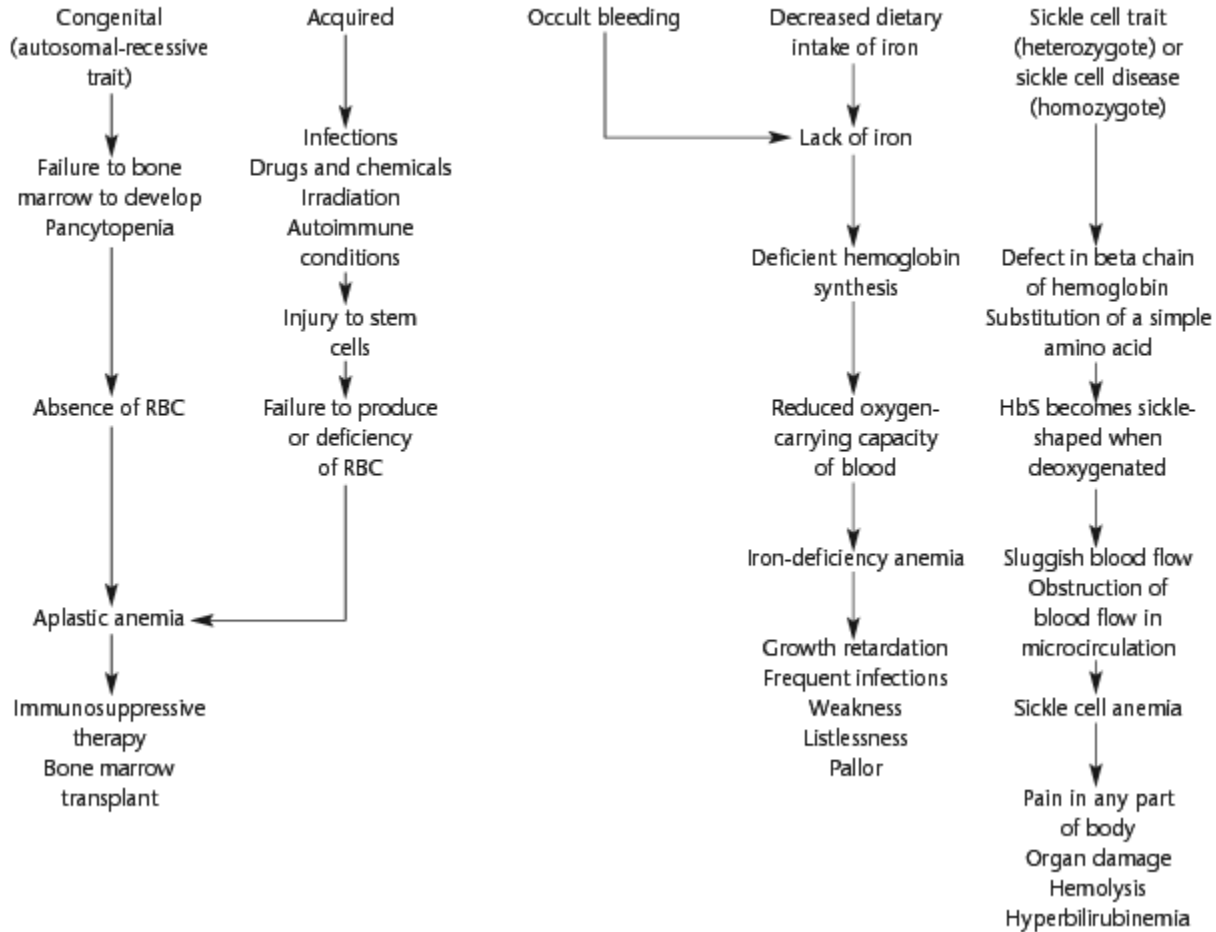 Congenital
(autosomal-recessive
trait)
Failure to bone
marrow to develop
Pancytopenia
Absence of RBC
Aplastic anemia
Immunosuppressive
therapy
Bone marrow
transplant
Acquired
Infections
Drugs and chemicals
Irradiation
Autoimmune
conditions
Injury to stem
cells
Failure to produce
or deficiency
of RBC
Occult bleeding
Decreased dietary
intake of iron
Lack of iron
Deficient hemoglobin
synthesis
Reduced oxygen-
carrying capacity
of blood
Iron-deficiency anemia
Growth retardation
Frequent infections
Weakness
Listlessness
Pallor
Sickle cell trait
(heterozygote) or
sickle cell disease
(homozygote)
Defect in beta chain
of hemoglobin
Substitution of a simple
amino acid
HbS becomes sickle-
shaped when
deoxygenated
Sluggish blood flow
Obstruction of
blood flow in
microcirculation
Sickle cell anemia
Pain in any part
of body
Organ damage
Hemolysis
Hyperbilirubinemia